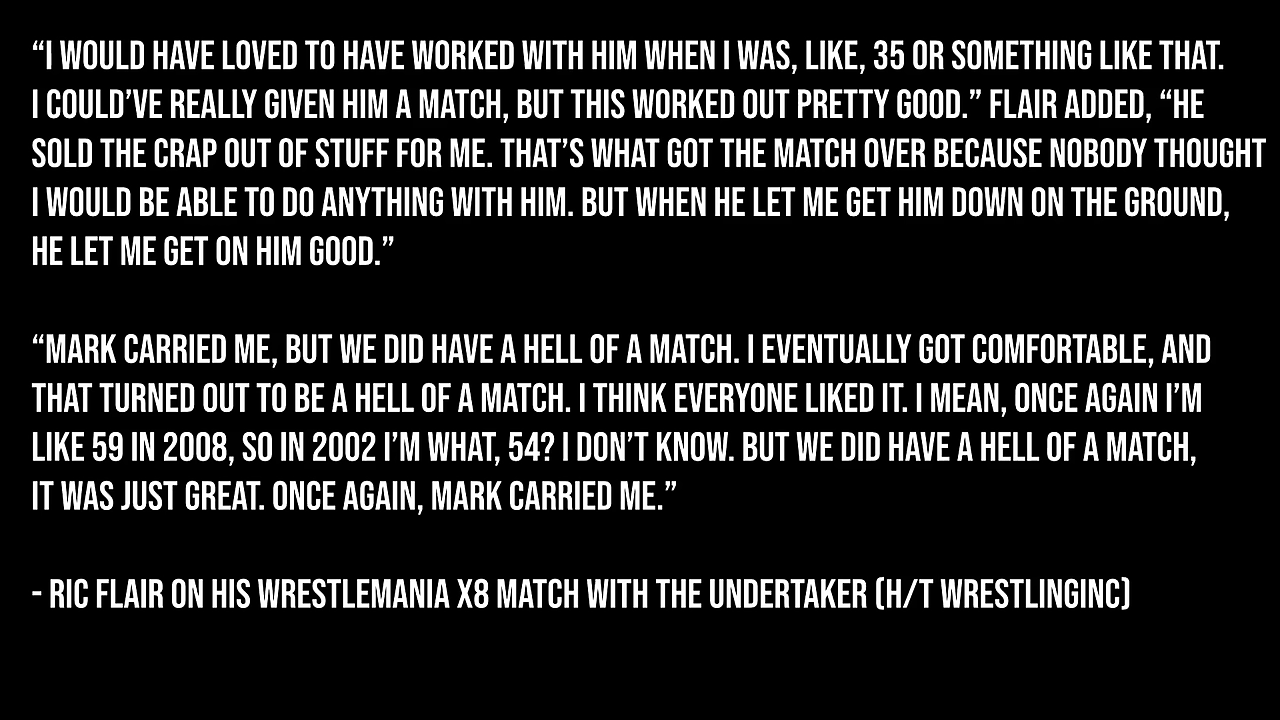 “I WOULD HAVE LOVED TO HAVE WORKED WITH HIM WHEN I WAS, LIKE, 35 OR SOMETHING LIKE THAT.
I COULD’VE REALLY GIVEN HIM A MATCH, BUT THIS WORKED OUT PRETTY GOOD.” FLAIR ADDED, “HE
SOLD THE CRAP OUT OF STUFF FOR ME. THAT’S WHAT GOT THE MATCH OVER BECAUSE NOBODY THOUGHT
I WOULD BE ABLE TO DO ANYTHING WITH HIM. BUT WHEN HE LET ME GET HIM DOWN ON THE GROUND,
HE LET ME GET ON HIM GOOD.”
“MARK CARRIED ME, BUT WE DID HAVE A HELL OF A MATCH. I EVENTUALLY GOT COMFORTABLE, AND
THAT TURNED OUT TO BE A HELL OF A MATCH. I THINK EVERYONE LIKED IT. I MEAN, ONCE AGAIN I’M
LIKE 59 IN 2008, SO IN 2002 I’M WHAT, 54? I DON’T KNOW. BUT WE DID HAVE A HELL OF A MATCH,
IT WAS JUST GREAT. ONCE AGAIN, MARK CARRIED ME.”
- RIC FLAIR ON HIS WRESTLEMANIA X8 MATCH WITH THE UNDERTAKER (H/T WRESTLINGINC)